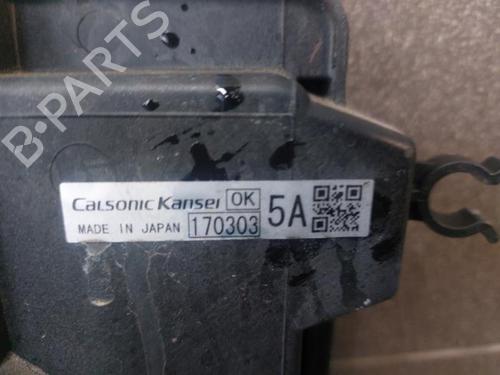 CALSONIC Kansei OK
5A
MADE IN JAPAN 170303
B-PARTS